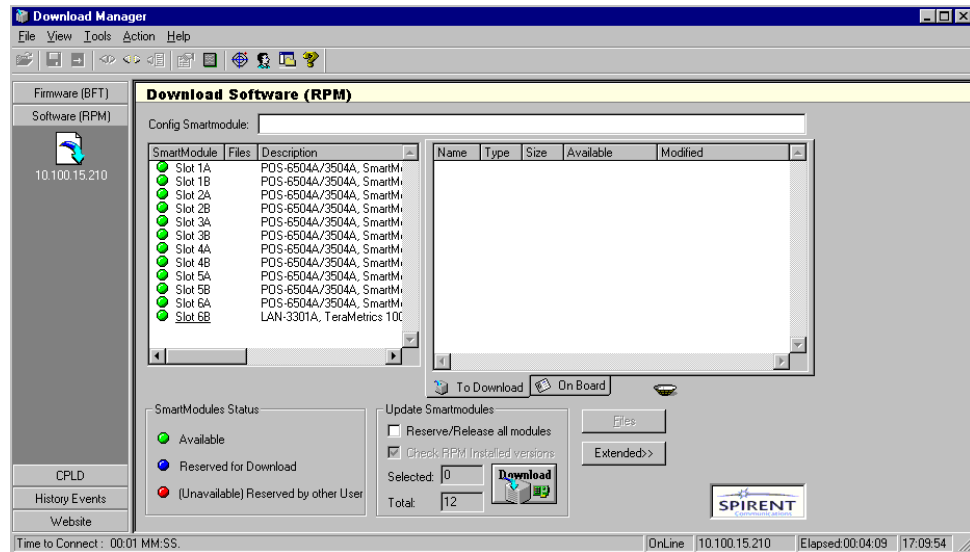 Download Manager
File View Tools Action Help
Firmware (BFT)
Software (RPM)
10.100.15.210
CPLD
History Events
Website
Download Software (RPM)
Config Smartmodule:
SmartModule Files Description
Slot 1A POS-6504A/3504A, SmartM
Slot 1B POS-6504A/3504A, SmartM
Slot 2A POS-6504A/3504A, SmartM
Slot 2B POS-6504A/3504A, SmartM
Slot 3A POS-6504A/3504A, SmartM
Slot 3B POS-6504A/3504A, SmartM
Slot 4A POS-6504A/3504A, SmartM
Slot 4B POS-6504A/3504A, SmartM
Slot 5A POS-6504A/3504A, SmartM
Slot 5B POS-6504A/3504A, SmartM
Slot 6A POS-6504A/3504A, SmartM
Slot 6B LAN-3301A, TeraMetrics 100
Name Type Size Available Modified
To Download On Board
SmartModules Status
Available
Reserved for Download
(Unavailable) Reserved by other User
Update Smartmodules
Reserve/Release all modules
Check RPM Installed versions
Selected: 0
Total: 12
Download
Files
Extended>>
SPIRENT
Communications
Time to Connect : 00:01 MM:SS.
OnLine 10.100.15.210 Elapsed:00:04:09 17:09:54